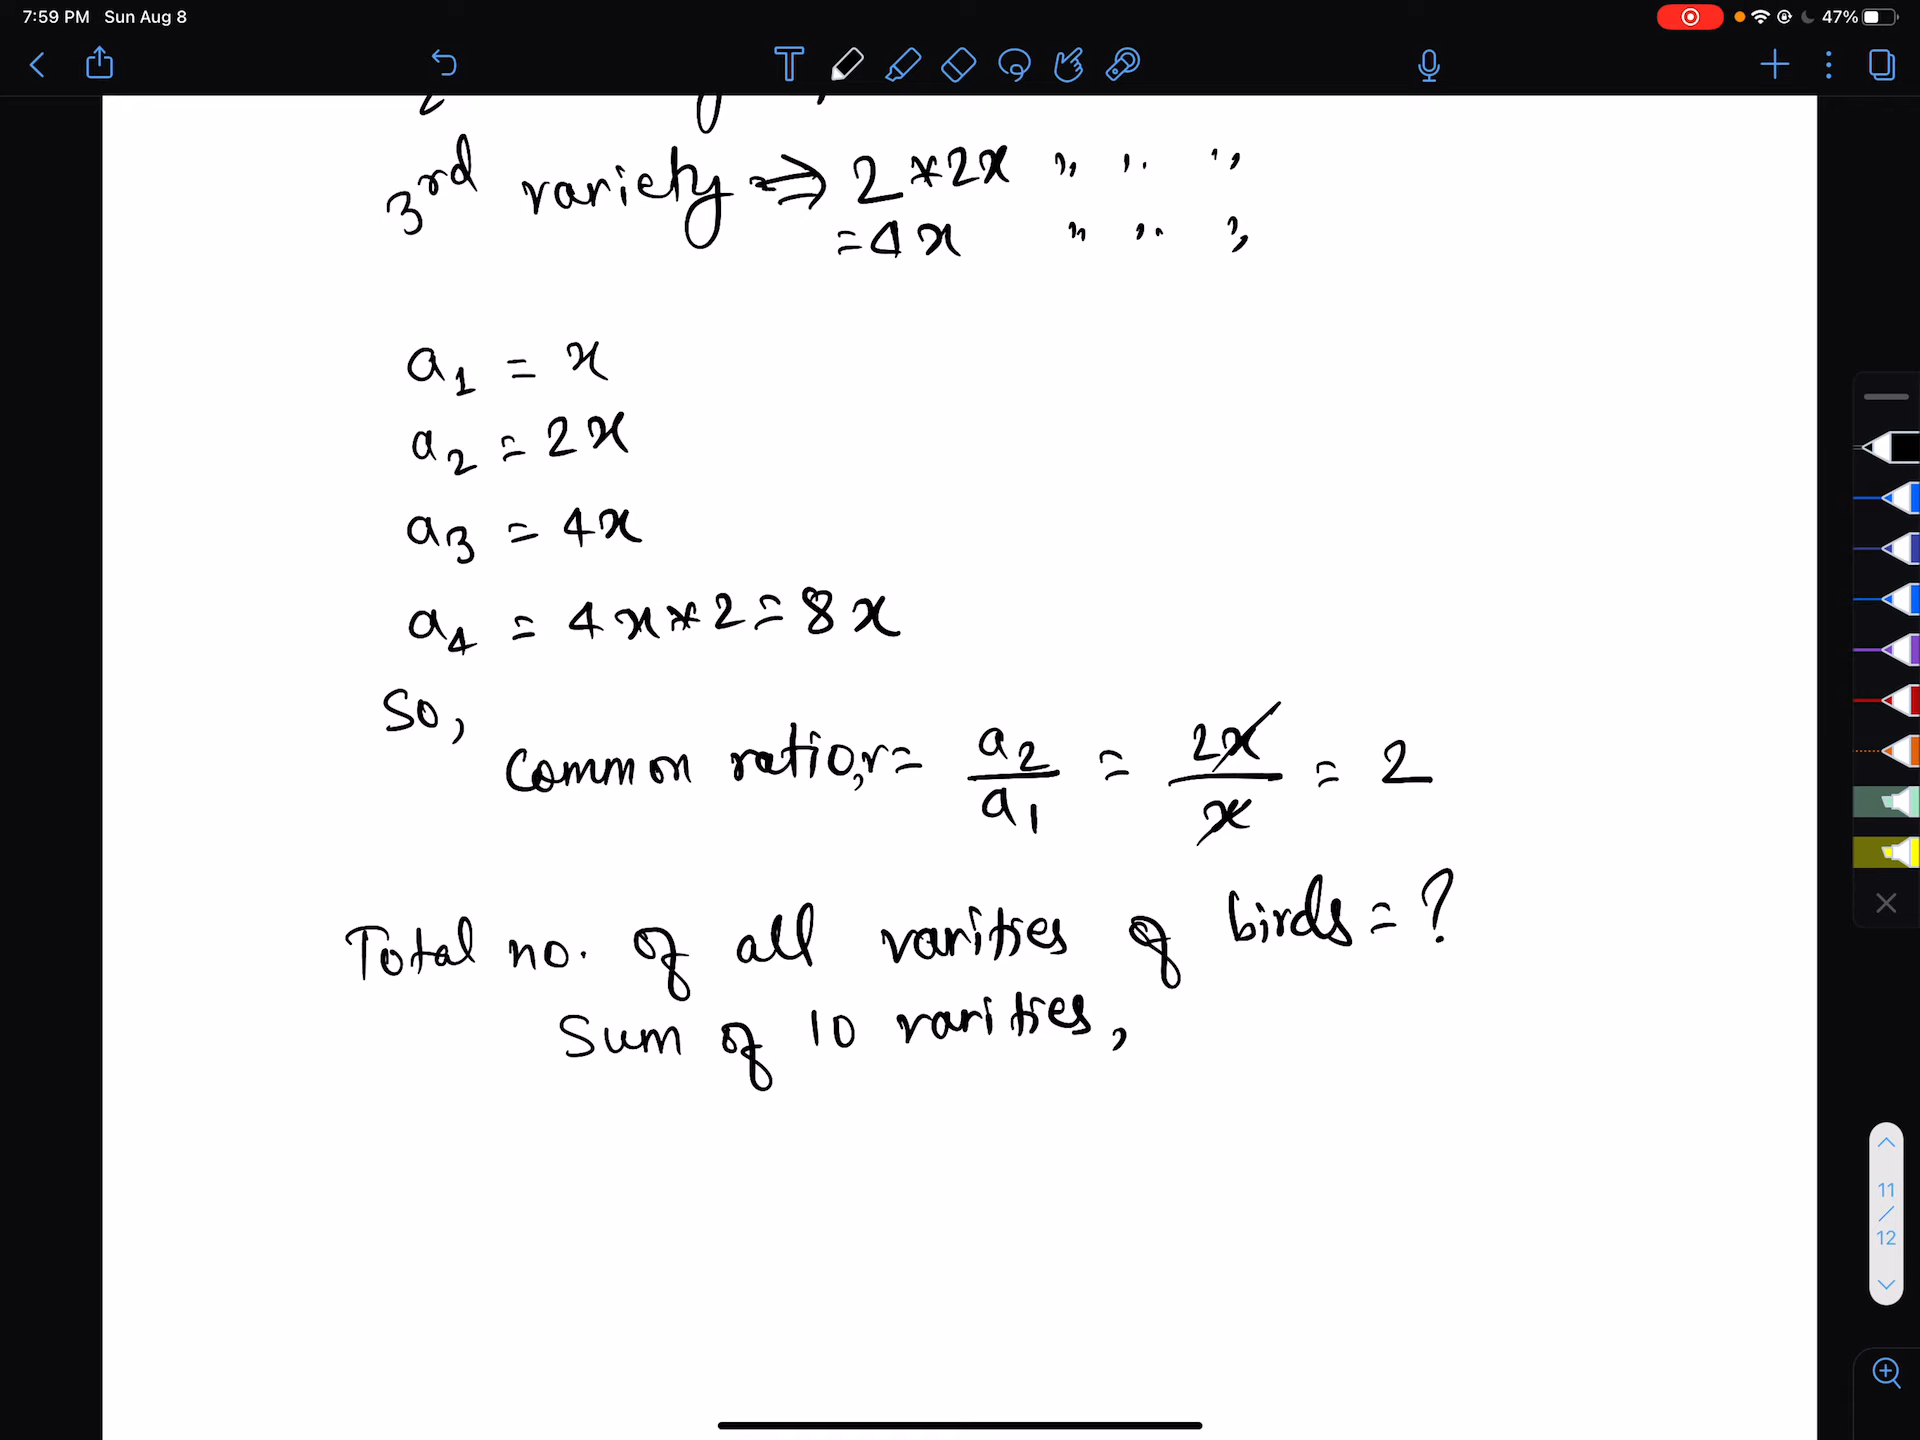 7:59 PM Sun Aug 8
47%
T
3rd variety ⇒ 2*2x " " "
=4x " " "
a1 = x
a2 = 2x
a3 = 4x
a4 = 4x*2=8x
So,
Common ratio,r= a2/a1 = 2x/x = 2
Total no. of all varities of birds=?
Sum of 10 varities,
11
/
12